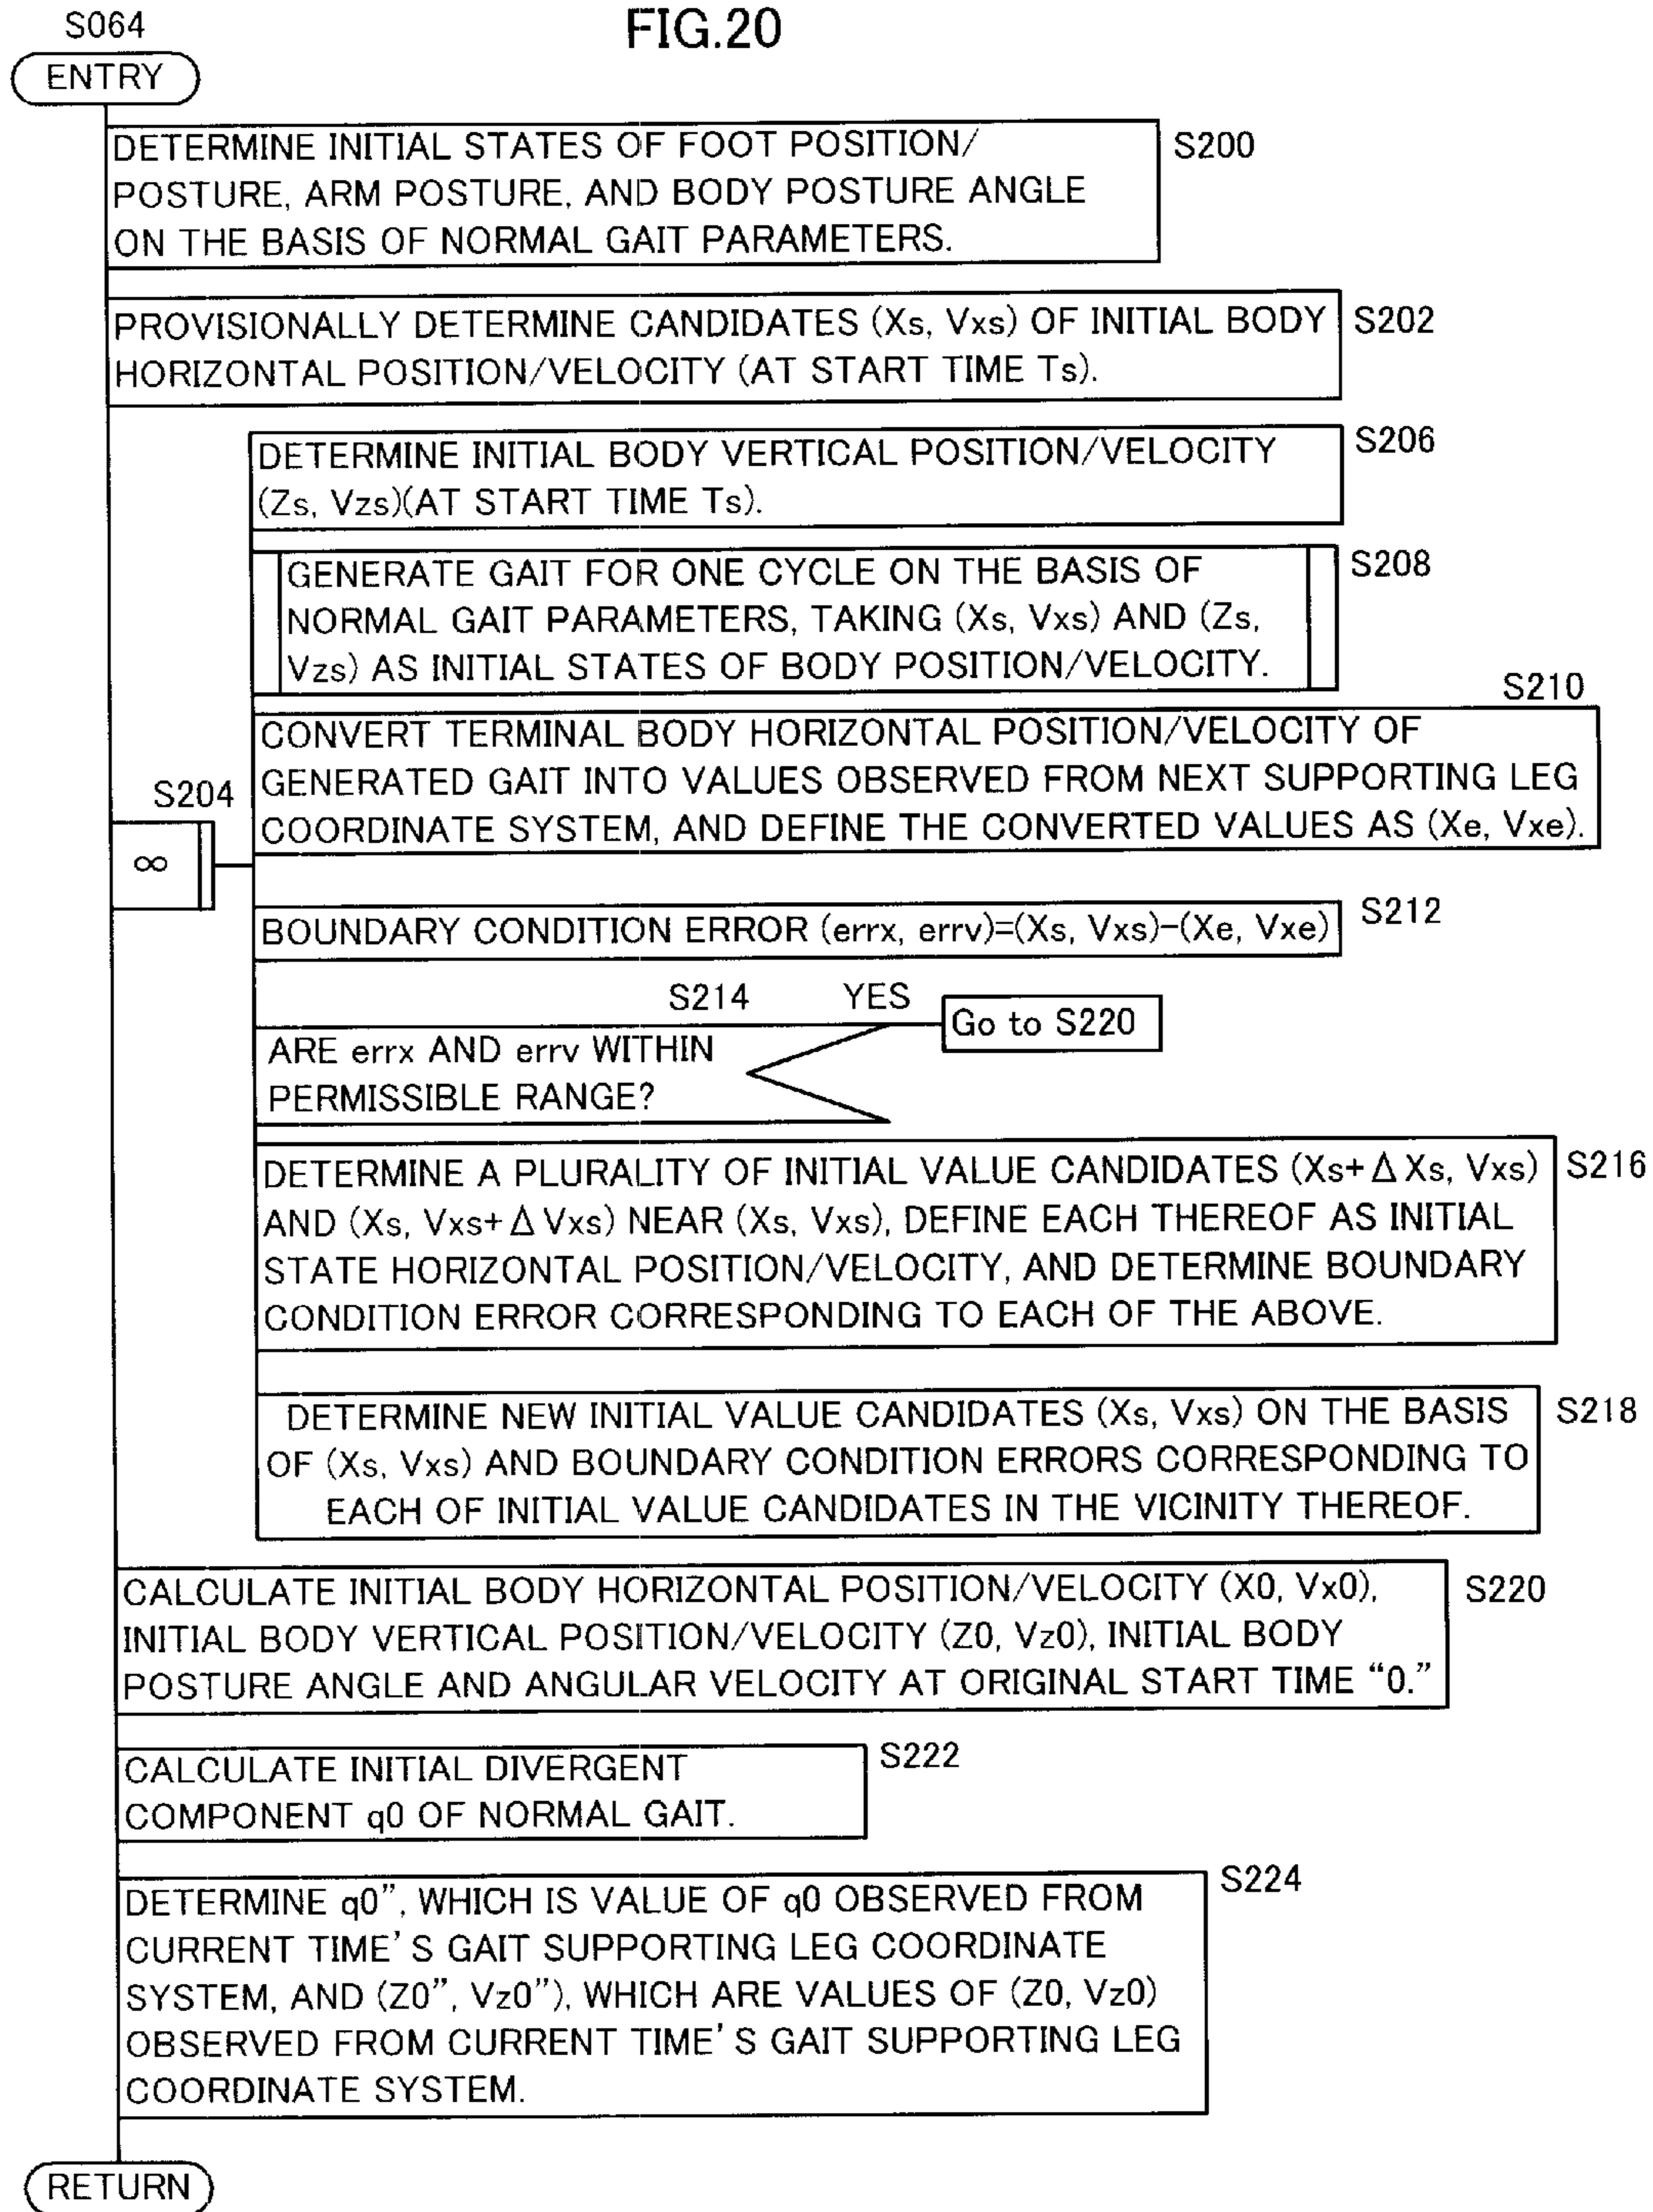 FIG.20
S064
ENTRY
DETERMINE INITIAL STATES OF FOOT POSITION/
POSTURE, ARM POSTURE, AND BODY POSTURE ANGLE
ON THE BASIS OF NORMAL GAIT PARAMETERS.
S200
PROVISIONALLY DETERMINE CANDIDATES (Xs, Vxs) OF INITIAL BODY
HORIZONTAL POSITION/VELOCITY (AT START TIME Ts).
S202
S204
∞
DETERMINE INITIAL BODY VERTICAL POSITION/VELOCITY
(Zs, Vzs)(AT START TIME Ts).
S206
GENERATE GAIT FOR ONE CYCLE ON THE BASIS OF
NORMAL GAIT PARAMETERS, TAKING (Xs, Vxs) AND (Zs,
Vzs) AS INITIAL STATES OF BODY POSITION/VELOCITY.
S208
S210
CONVERT TERMINAL BODY HORIZONTAL POSITION/VELOCITY OF
GENERATED GAIT INTO VALUES OBSERVED FROM NEXT SUPPORTING LEG
COORDINATE SYSTEM, AND DEFINE THE CONVERTED VALUES AS (Xe, Vxe).
BOUNDARY CONDITION ERROR (errx, errv)=(Xs, Vxs)-(Xe, Vxe)
S212
S214
YES
Go to S220
ARE errx AND errv WITHIN
PERMISSIBLE RANGE?
DETERMINE A PLURALITY OF INITIAL VALUE CANDIDATES (Xs+Δ Xs, Vxs)
AND (Xs, Vxs+Δ Vxs) NEAR (Xs, Vxs), DEFINE EACH THEREOF AS INITIAL
STATE HORIZONTAL POSITION/VELOCITY, AND DETERMINE BOUNDARY
CONDITION ERROR CORRESPONDING TO EACH OF THE ABOVE.
S216
DETERMINE NEW INITIAL VALUE CANDIDATES (Xs, Vxs) ON THE BASIS
OF (Xs, Vxs) AND BOUNDARY CONDITION ERRORS CORRESPONDING TO
EACH OF INITIAL VALUE CANDIDATES IN THE VICINITY THEREOF.
S218
CALCULATE INITIAL BODY HORIZONTAL POSITION/VELOCITY (X0, Vx0),
INITIAL BODY VERTICAL POSITION/VELOCITY (Z0, Vz0), INITIAL BODY
POSTURE ANGLE AND ANGULAR VELOCITY AT ORIGINAL START TIME “0.”
S220
CALCULATE INITIAL DIVERGENT
COMPONENT q0 OF NORMAL GAIT.
S222
DETERMINE q0”, WHICH IS VALUE OF q0 OBSERVED FROM
CURRENT TIME’S GAIT SUPPORTING LEG COORDINATE
SYSTEM, AND (Z0”, Vz0”), WHICH ARE VALUES OF (Z0, Vz0)
OBSERVED FROM CURRENT TIME’S GAIT SUPPORTING LEG
COORDINATE SYSTEM.
S224
RETURN